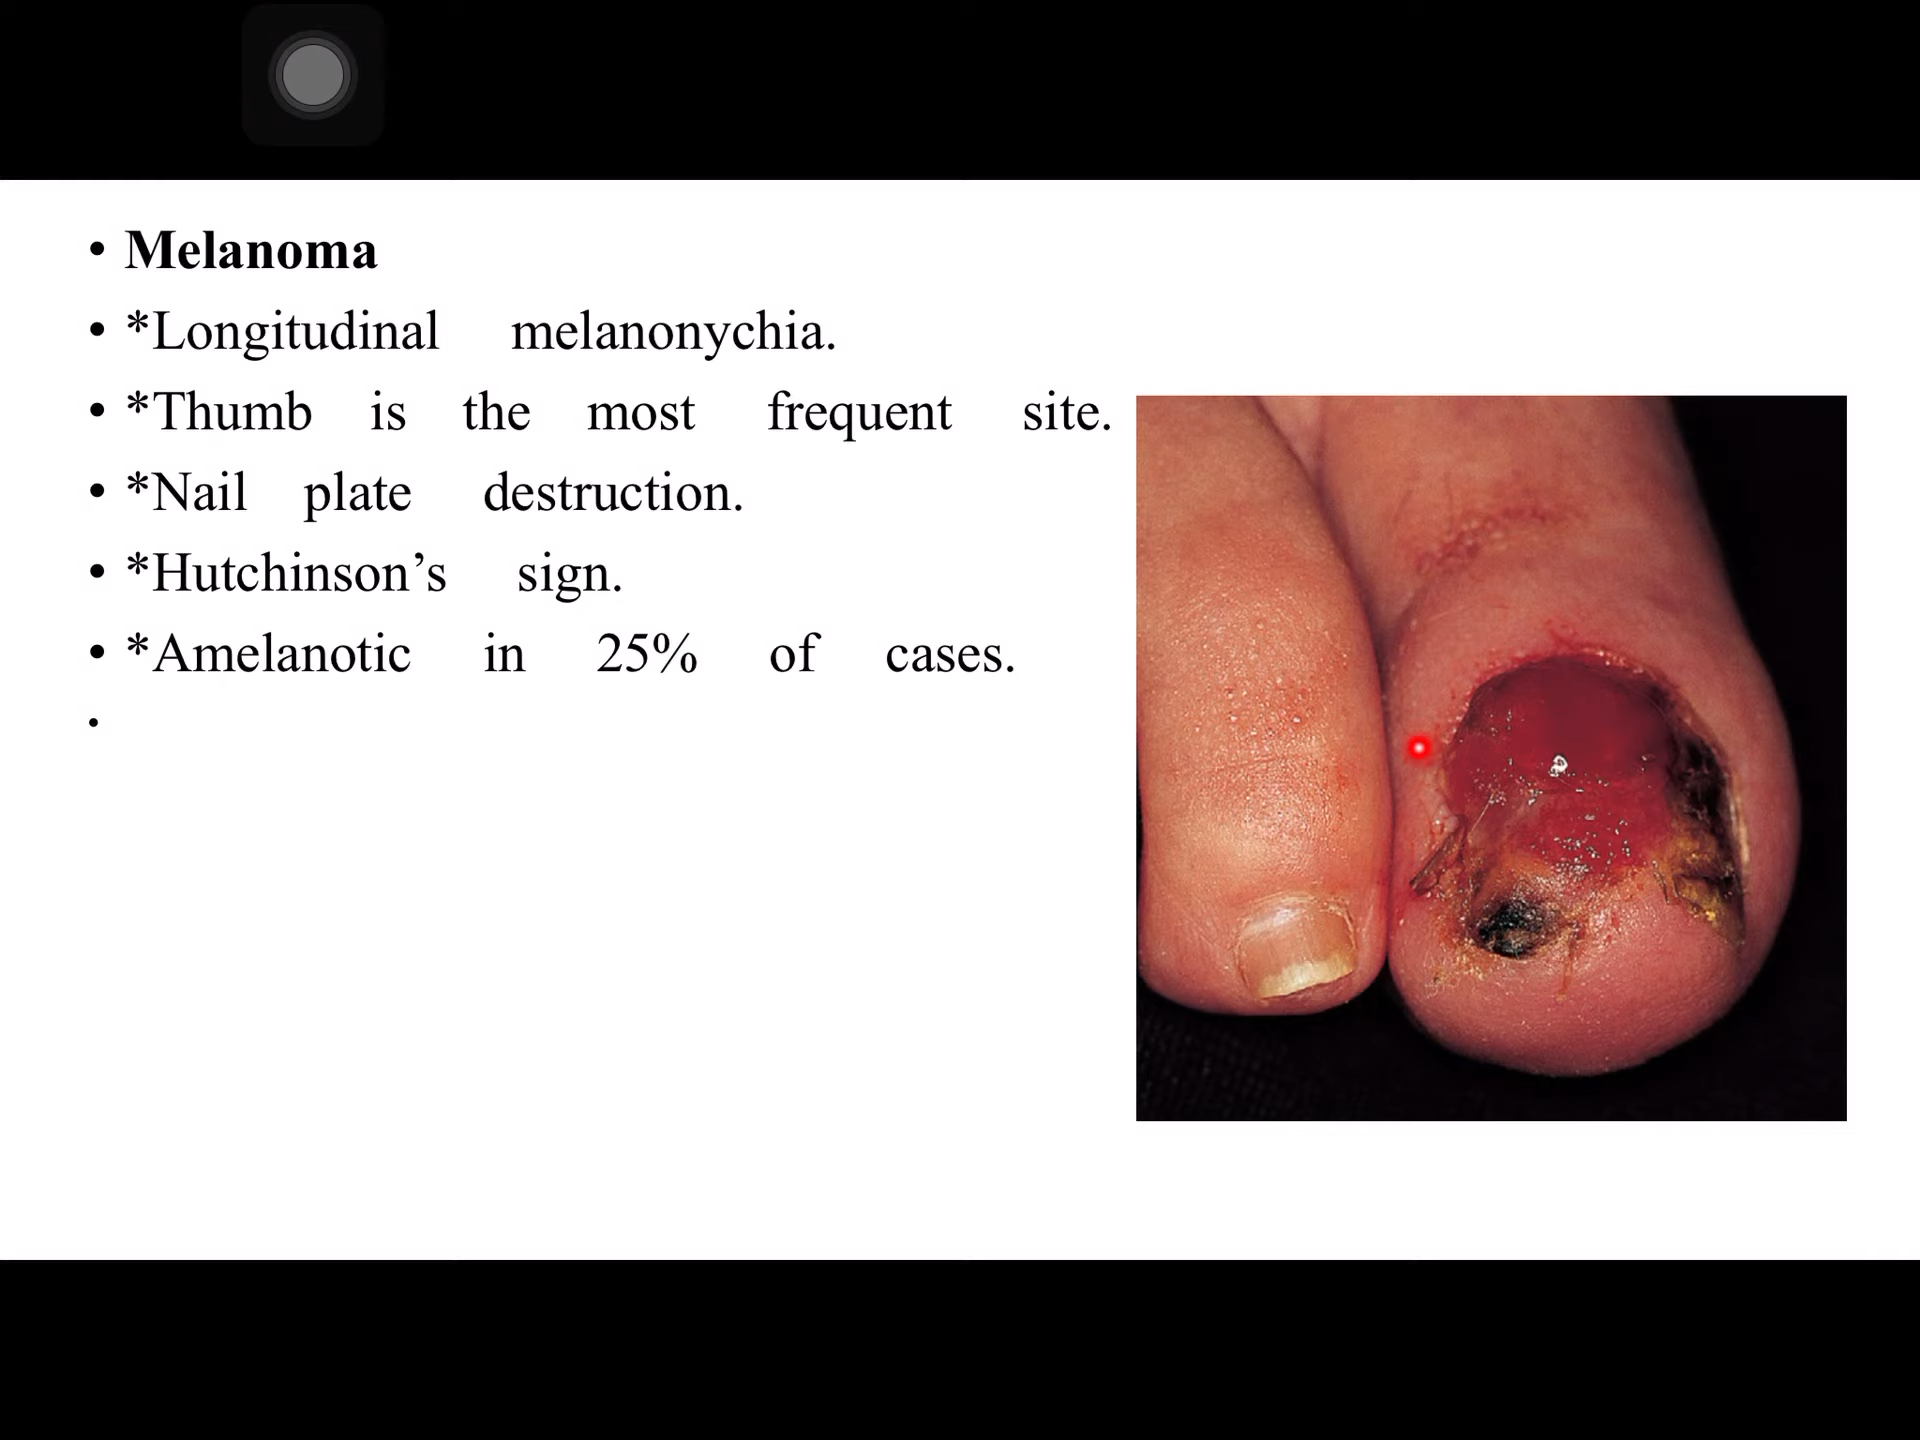 • Melanoma
• *Longitudinal melanonychia.
• *Thumb is the most frequent site.
• *Nail plate destruction.
• *Hutchinson’s sign.
• *Amelanotic in 25% of cases.
•